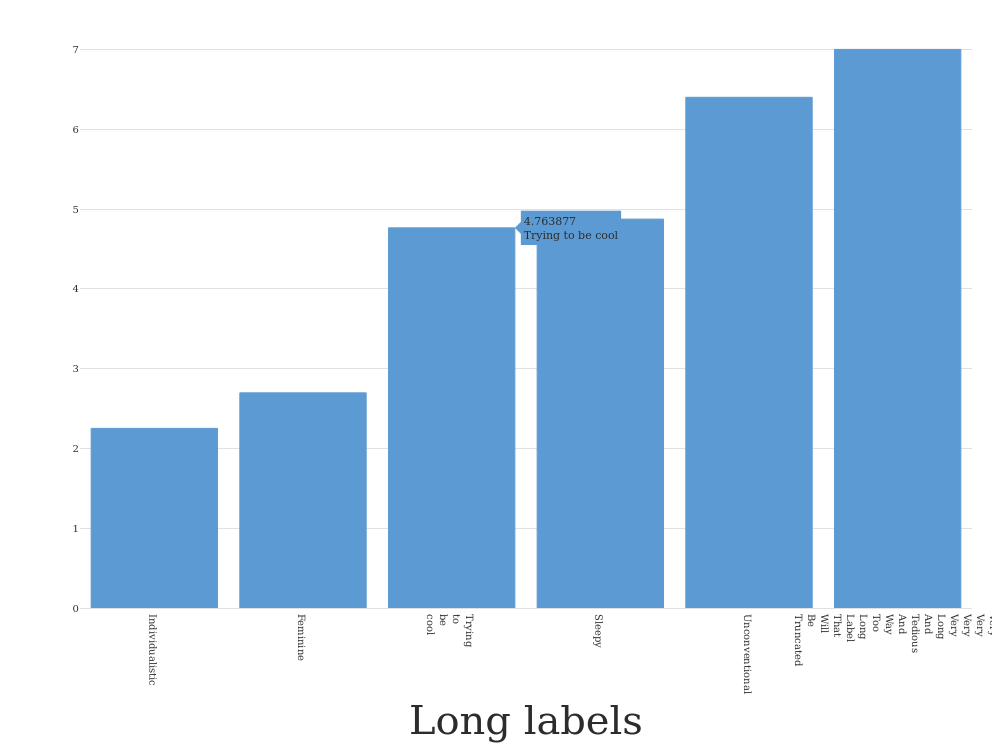 7
6
5
4.763877
Trying to be cool
4
3
2
1
0
Individualistic
Feminine
Trying
to
be
cool
Sleepy
Unconventional
Very
Very
Very
Long
And
Tedious
And
Way
Too
Long
Label
That
Will
Be
Truncated
Long labels